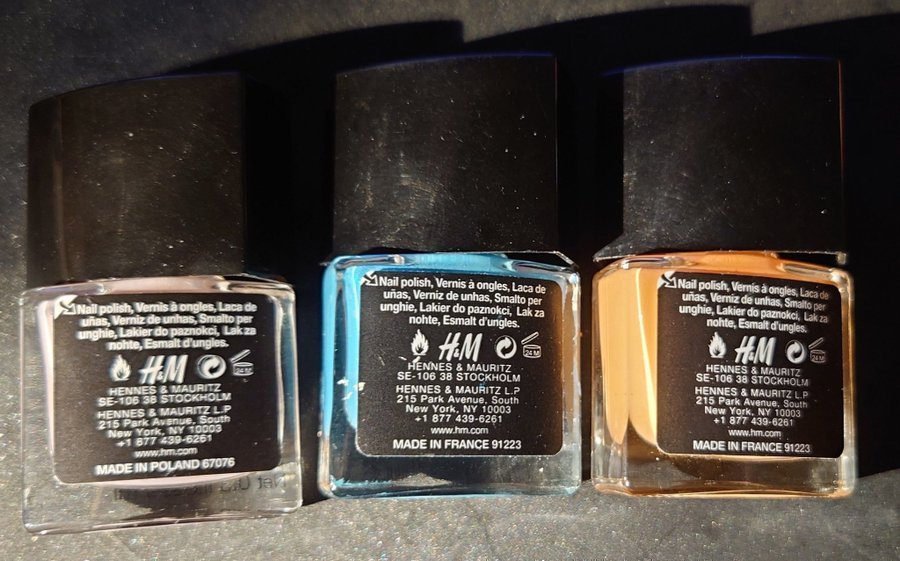 Nail polish, Vernis à ongles, Laca de
uñas, Verniz de unhas, Smalto per
unghie, Lakier do paznokci, Lak za
nohte, Esmalt d'ungles.
H&M
24 M
HENNES & MAURITZ
SE-106 38 STOCKHOLM
HENNES & MAURITZ L.P
215 Park Avenue, South
New York, NY 10003
+1 877 439-6261
www.hm.com
MADE IN POLAND 67076
Nail polish, Vernis à ongles, Laca de
uñas, Verniz de unhas, Smalto per
unghie, Lakier do paznokci, Lak za
nohte, Esmalt d'ungles.
H&M
24 M
HENNES & MAURITZ
SE-106 38 STOCKHOLM
HENNES & MAURITZ L.P
215 Park Avenue, South
New York, NY 10003
+1 877 439-6261
www.hm.com
MADE IN FRANCE 91223
Nail polish, Vernis à ongles, Laca de
uñas, Verniz de unhas, Smalto per
unghie, Lakier do paznokci, Lak za
nohte, Esmalt d'ungles.
H&M
24 M
HENNES & MAURITZ
SE-106 38 STOCKHOLM
HENNES & MAURITZ L.P
215 Park Avenue, South
New York, NY 10003
+1 877 439-6261
www.hm.com
MADE IN FRANCE 91223